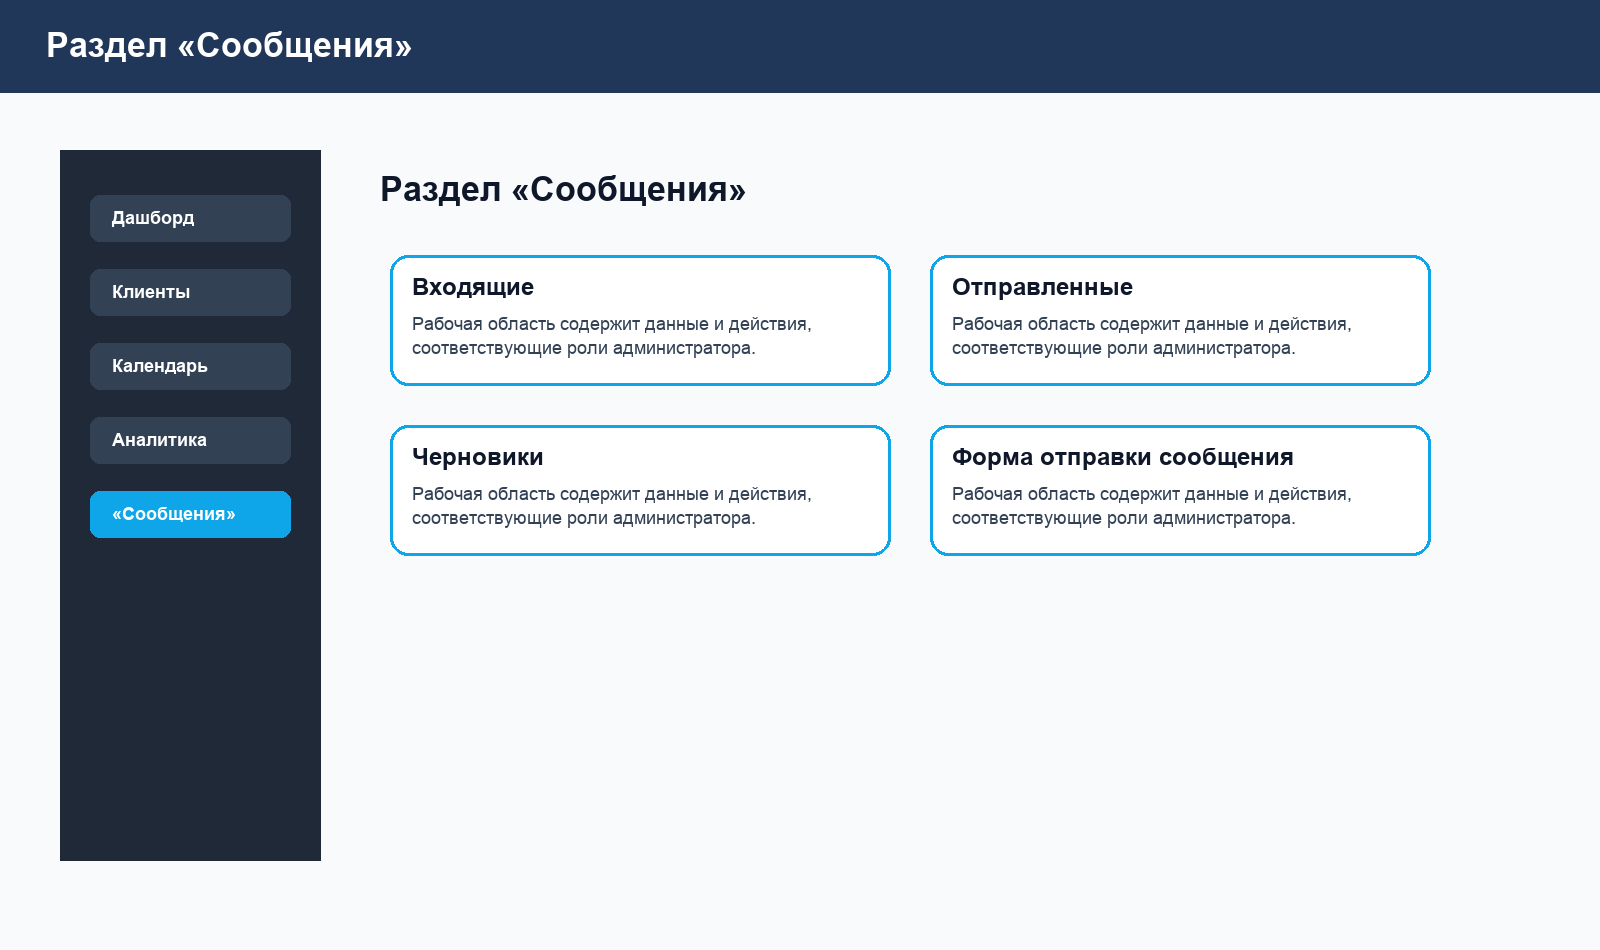 Раздел «Сообщения»
Дашборд
Клиенты
Календарь
Аналитика
«Сообщения»
Раздел «Сообщения»
Входящие
Рабочая область содержит данные и действия,
соответствующие роли администратора.
Отправленные
Рабочая область содержит данные и действия,
соответствующие роли администратора.
Черновики
Рабочая область содержит данные и действия,
соответствующие роли администратора.
Форма отправки сообщения
Рабочая область содержит данные и действия,
соответствующие роли администратора.